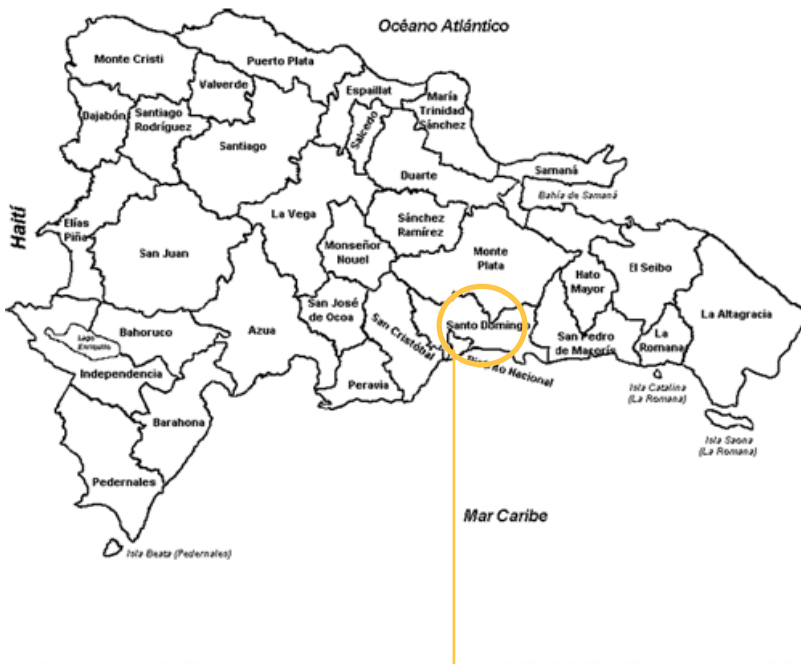 Océano Atlántico
Monte Cristi
Puerto Plata
Valverde
Espaillat
María
Trinidad
Sánchez
Dajabón
Santiago
Rodríguez
Salcedo
Santiago
Samaná
Duarte
Bahía de Samaná
Haití
Elías
Piña
La Vega
Sánchez
Ramírez
San Juan
Monseñor
Nouel
Monte
Plata
Hato
Mayor
El Seibo
La Altagracia
San José
de Ocoa
San Cristóbal
Santo Domingo
Bahoruco
Azua
Lago
Enriquillo
San Pedro
de Macorís
La
Romana
Nacional
Independencia
Peravia
Isla Catalina
(La Romana)
Barahona
Isla Saona
(La Romana)
Pedernales
Mar Caribe
Isla Beata (Pedernales)